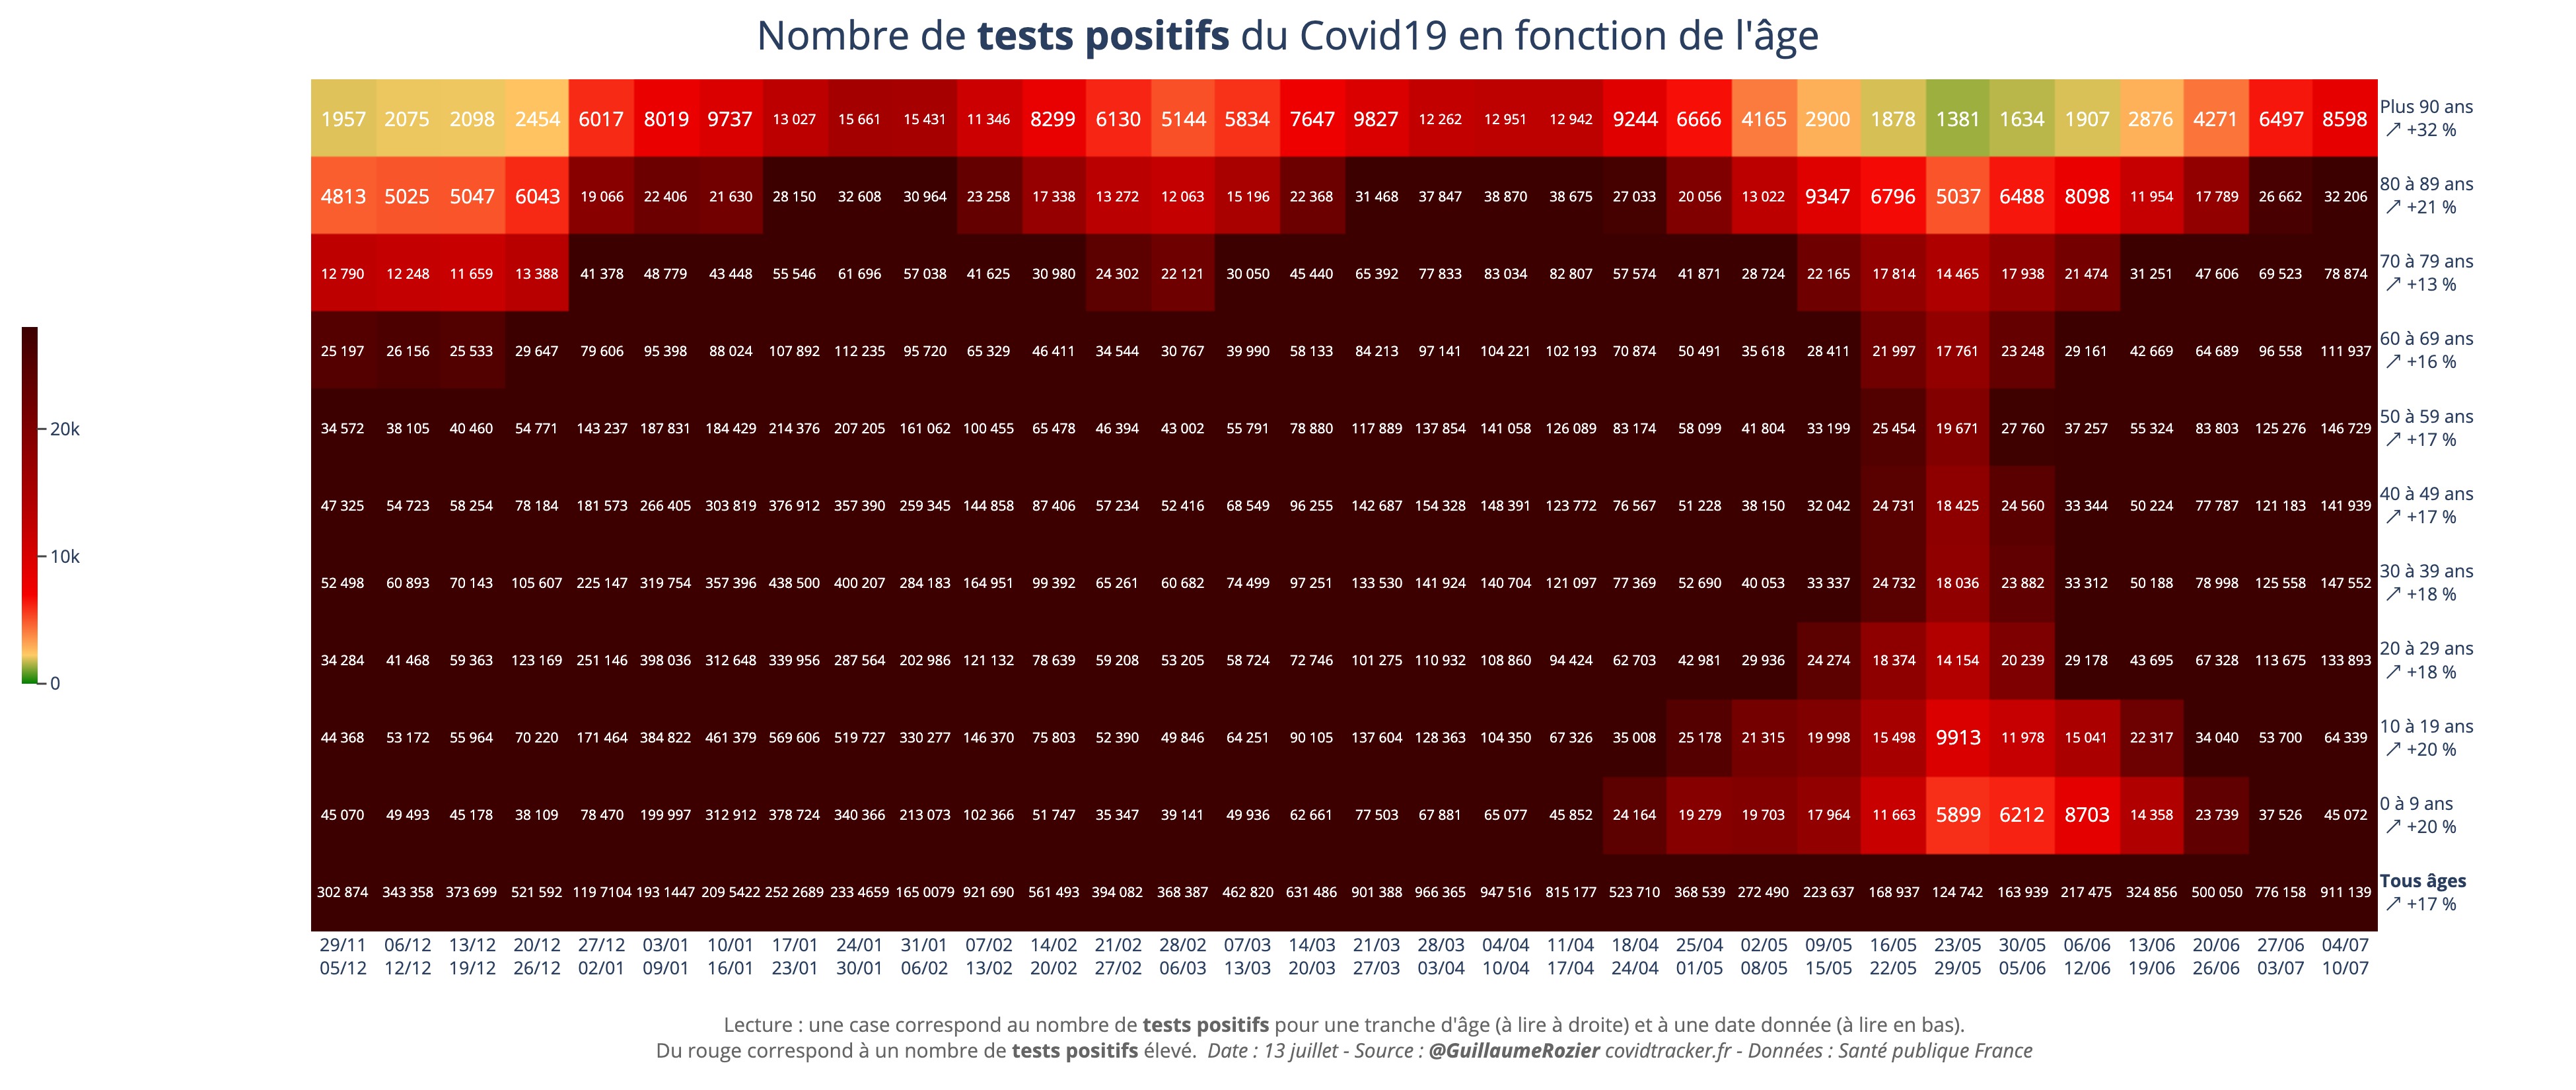 Nombre de tests positifs du Covid19 en fonction de l'âge
1957 2075 2098 2454 6017 8019 9737 13 027 15 661 15 431 11 346 8299 6130 5144 5834 7647 9827 12 262 12 951 12 942 9244 6666 4165 2900 1878 1381 1634 1907 2876 4271 6497 8598 Plus 90 ans
↗ +32 %
4813 5025 5047 6043 19 066 22 406 21 630 28 150 32 608 30 964 23 258 17 338 13 272 12 063 15 196 22 368 31 468 37 847 38 870 38 675 27 033 20 056 13 022 9347 6796 5037 6488 8098 11 954 17 789 26 662 32 206 80 à 89 ans
↗ +21 %
12 790 12 248 11 659 13 388 41 378 48 779 43 448 55 546 61 696 57 038 41 625 30 980 24 302 22 121 30 050 45 440 65 392 77 833 83 034 82 807 57 574 41 871 28 724 22 165 17 814 14 465 17 938 21 474 31 251 47 606 69 523 78 874 70 à 79 ans
↗ +13 %
25 197 26 156 25 533 29 647 79 606 95 398 88 024 107 892 112 235 95 720 65 329 46 411 34 544 30 767 39 990 58 133 84 213 97 141 104 221 102 193 70 874 50 491 35 618 28 411 21 997 17 761 23 248 29 161 42 669 64 689 96 558 111 937 60 à 69 ans
↗ +16 %
20k
34 572 38 105 40 460 54 771 143 237 187 831 184 429 214 376 207 205 161 062 100 455 65 478 46 394 43 002 55 791 78 880 117 889 137 854 141 058 126 089 83 174 58 099 41 804 33 199 25 454 19 671 27 760 37 257 55 324 83 803 125 276 146 729 50 à 59 ans
↗ +17 %
47 325 54 723 58 254 78 184 181 573 266 405 303 819 376 912 357 390 259 345 144 858 87 406 57 234 52 416 68 549 96 255 142 687 154 328 148 391 123 772 76 567 51 228 38 150 32 042 24 731 18 425 24 560 33 344 50 224 77 787 121 183 141 939 40 à 49 ans
↗ +17 %
10k
52 498 60 893 70 143 105 607 225 147 319 754 357 396 438 500 400 207 284 183 164 951 99 392 65 261 60 682 74 499 97 251 133 530 141 924 140 704 121 097 77 369 52 690 40 053 33 337 24 732 18 036 23 882 33 312 50 188 78 998 125 558 147 552 30 à 39 ans
↗ +18 %
34 284 41 468 59 363 123 169 251 146 398 036 312 648 339 956 287 564 202 986 121 132 78 639 59 208 53 205 58 724 72 746 101 275 110 932 108 860 94 424 62 703 42 981 29 936 24 274 18 374 14 154 20 239 29 178 43 695 67 328 113 675 133 893 20 à 29 ans
↗ +18 %
0
44 368 53 172 55 964 70 220 171 464 384 822 461 379 569 606 519 727 330 277 146 370 75 803 52 390 49 846 64 251 90 105 137 604 128 363 104 350 67 326 35 008 25 178 21 315 19 998 15 498 9913 11 978 15 041 22 317 34 040 53 700 64 339 10 à 19 ans
↗ +20 %
45 070 49 493 45 178 38 109 78 470 199 997 312 912 378 724 340 366 213 073 102 366 51 747 35 347 39 141 49 936 62 661 77 503 67 881 65 077 45 852 24 164 19 279 19 703 17 964 11 663 5899 6212 8703 14 358 23 739 37 526 45 072 0 à 9 ans
↗ +20 %
302 874 343 358 373 699 521 592 119 7104 193 1447 209 5422 252 2689 233 4659 165 0079 921 690 561 493 394 082 368 387 462 820 631 486 901 388 966 365 947 516 815 177 523 710 368 539 272 490 223 637 168 937 124 742 163 939 217 475 324 856 500 050 776 158 911 139 Tous âges
↗ +17 %
29/11 06/12 13/12 20/12 27/12 03/01 10/01 17/01 24/01 31/01 07/02 14/02 21/02 28/02 07/03 14/03 21/03 28/03 04/04 11/04 18/04 25/04 02/05 09/05 16/05 23/05 30/05 06/06 13/06 20/06 27/06 04/07
05/12 12/12 19/12 26/12 02/01 09/01 16/01 23/01 30/01 06/02 13/02 20/02 27/02 06/03 13/03 20/03 27/03 03/04 10/04 17/04 24/04 01/05 08/05 15/05 22/05 29/05 05/06 12/06 19/06 26/06 03/07 10/07
Lecture : une case correspond au nombre de tests positifs pour une tranche d'âge (à lire à droite) et à une date donnée (à lire en bas).
Du rouge correspond à un nombre de tests positifs élevé. Date : 13 juillet - Source : @GuillaumeRozier covidtracker.fr - Données : Santé publique France